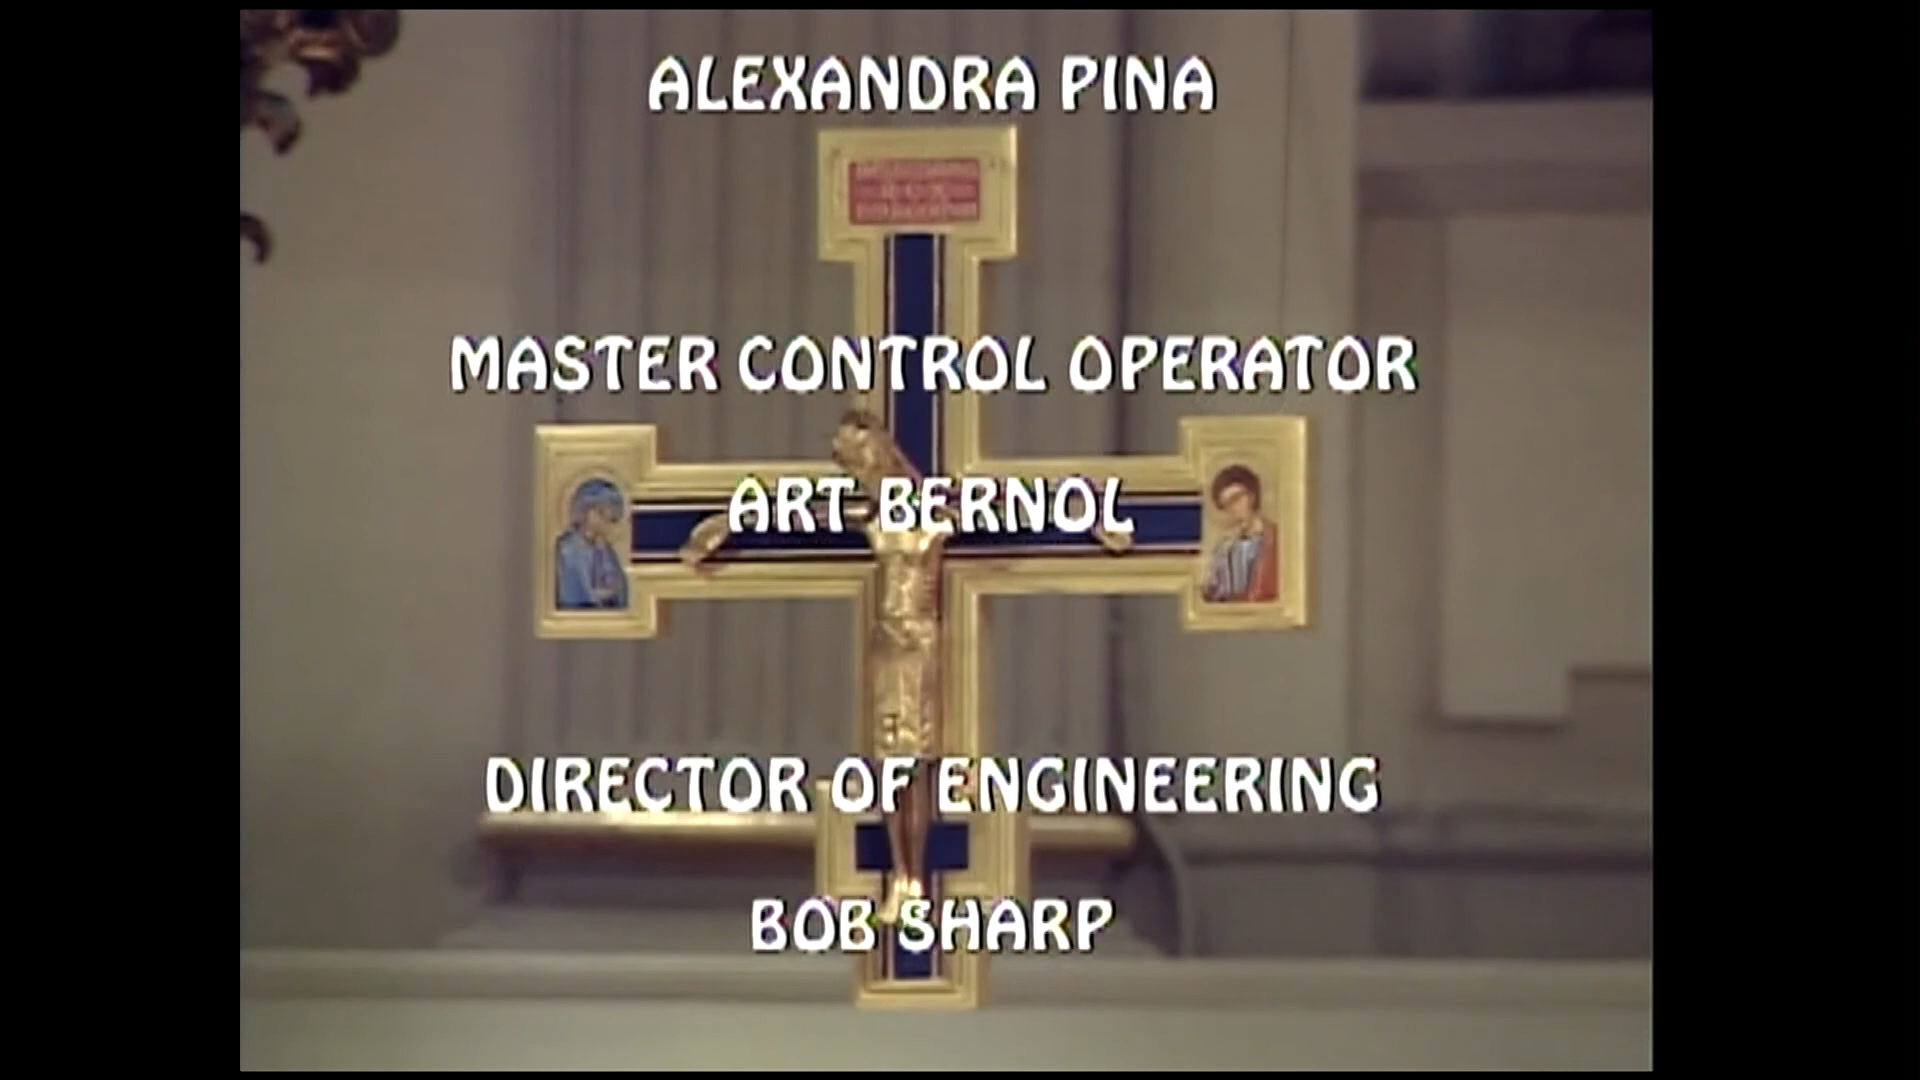 ALEXANDRA PINA
MASTER CONTROL OPERATOR
ART BERNOL
DIRECTOR OF ENGINEERING
BOB SHARP